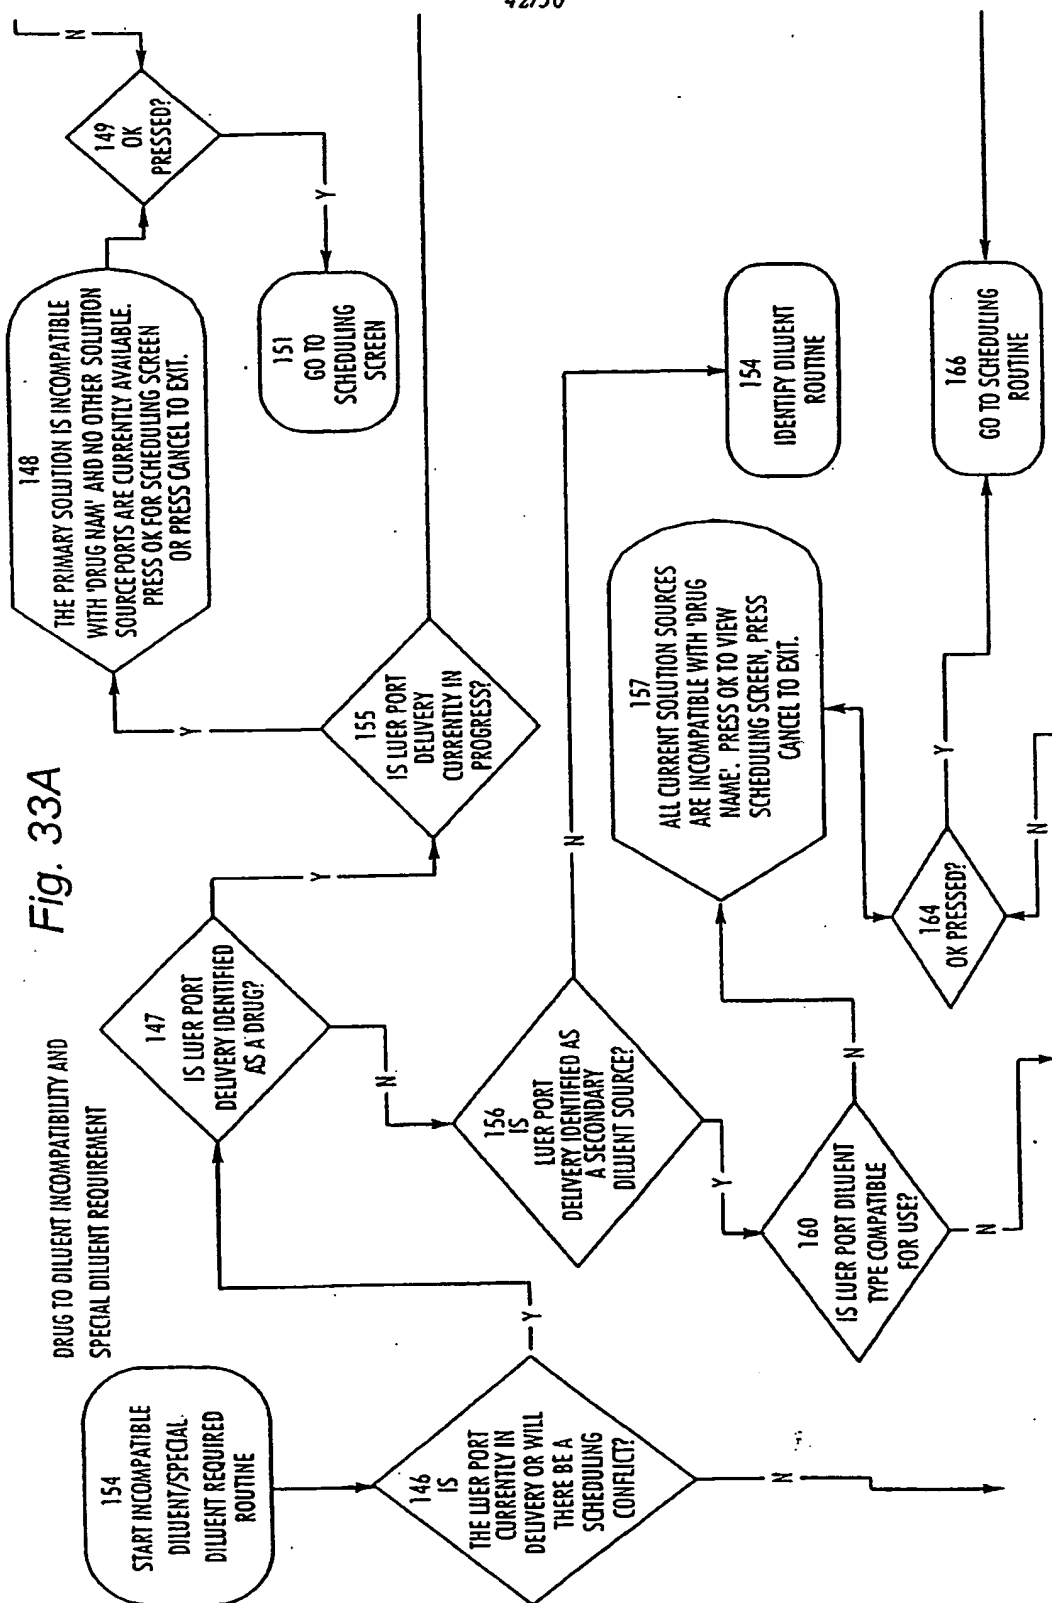 42/50
Fig. 33A
DRUG TO DILUENT INCOMPATIBILITY AND
SPECIAL DILUENT REQUIREMENT
154
START INCOMPATIBLE
DILUENT/SPECIAL
DILUENT REQUIRED
ROUTINE
146
IS
THE LUER PORT
CURRENTLY IN
DELIVERY OR WILL
THERE BE A
SCHEDULING
CONFLICT?
Y
N
147
IS LUER PORT
DELIVERY IDENTIFIED
AS A DRUG?
Y
N
155
IS LUER PORT
DELIVERY
CURRENTLY IN
PROGRESS?
Y
148
THE PRIMARY SOLUTION IS INCOMPATIBLE
WITH 'DRUG NAM' AND NO OTHER SOLUTION
SOURCE PORTS ARE CURRENTLY AVAILABLE.
PRESS OK FOR SCHEDULING SCREEN
OR PRESS CANCEL TO EXIT.
149
OK
PRESSED?
N
Y
151
GO TO
SCHEDULING
SCREEN
156
IS
LUER PORT
DELIVERY IDENTIFIED AS
A SECONDARY
DILUENT SOURCE?
N
Y
154
IDENTIFY DILUENT
ROUTINE
160
IS LUER PORT DILUENT
TYPE COMPATIBLE
FOR USE?
N
N
157
ALL CURRENT SOLUTION SOURCES
ARE INCOMPATIBLE WITH 'DRUG
NAME'. PRESS OK TO VIEW
SCHEDULING SCREEN, PRESS
CANCEL TO EXIT.
164
OK PRESSED?
Y
N
166
GO TO SCHEDULING
ROUTINE